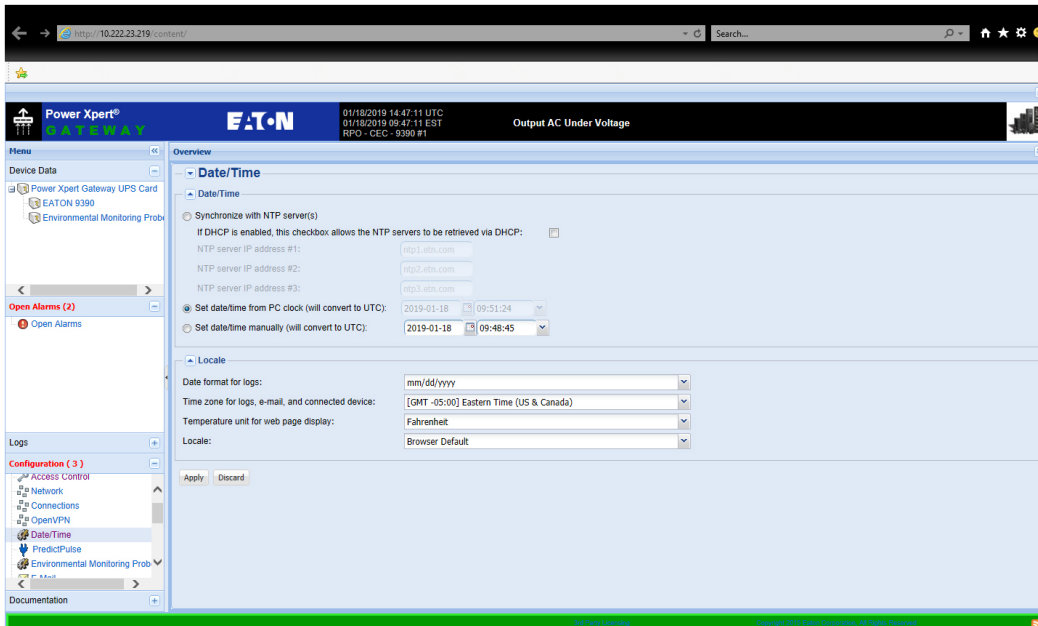 http://10.222.23.219/content/
Search...
Power Xpert®
GATEWAY
EATON
01/18/2019 14:47:11 UTC
01/18/2019 09:47:11 EST
RPO - CEC - 9390 #1
Output AC Under Voltage
Menu
Overview
Device Data
Power Xpert Gateway UPS Card
EATON 9390
Environmental Monitoring Probe
Open Alarms (2)
Open Alarms
Logs
Configuration ( 3 )
Access Control
Network
Connections
OpenVPN
Date/Time
PredictPulse
Environmental Monitoring Prob
E-Mail
Documentation
Date/Time
Date/Time
Synchronize with NTP server(s)
If DHCP is enabled, this checkbox allows the NTP servers to be retrieved via DHCP:
NTP server IP address #1: ntp1.etn.com
NTP server IP address #2: ntp2.etn.com
NTP server IP address #3: ntp3.etn.com
Set date/time from PC clock (will convert to UTC): 2019-01-18 09:51:24
Set date/time manually (will convert to UTC): 2019-01-18 09:48:45
Locale
Date format for logs: mm/dd/yyyy
Time zone for logs, e-mail, and connected device: [GMT -05:00] Eastern Time (US & Canada)
Temperature unit for web page display: Fahrenheit
Locale: Browser Default
Apply Discard